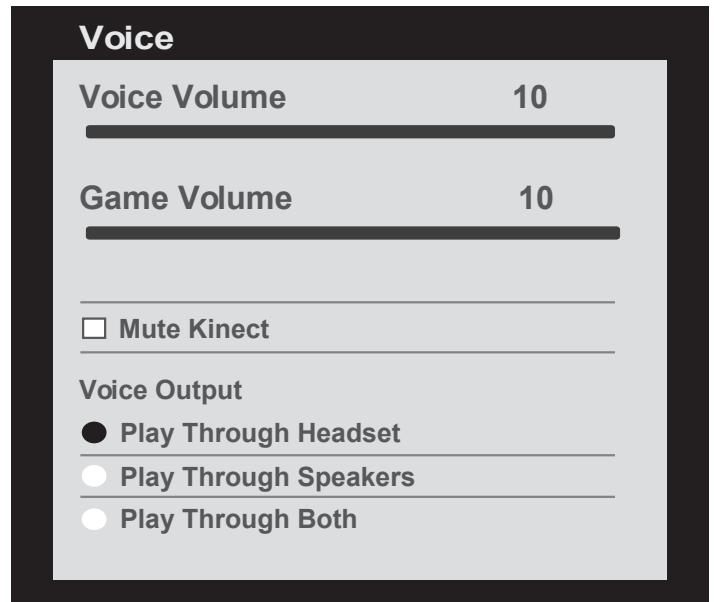 Voice
Voice Volume 10
Game Volume 10
Mute Kinect
Voice Output
Play Through Headset
Play Through Speakers
Play Through Both